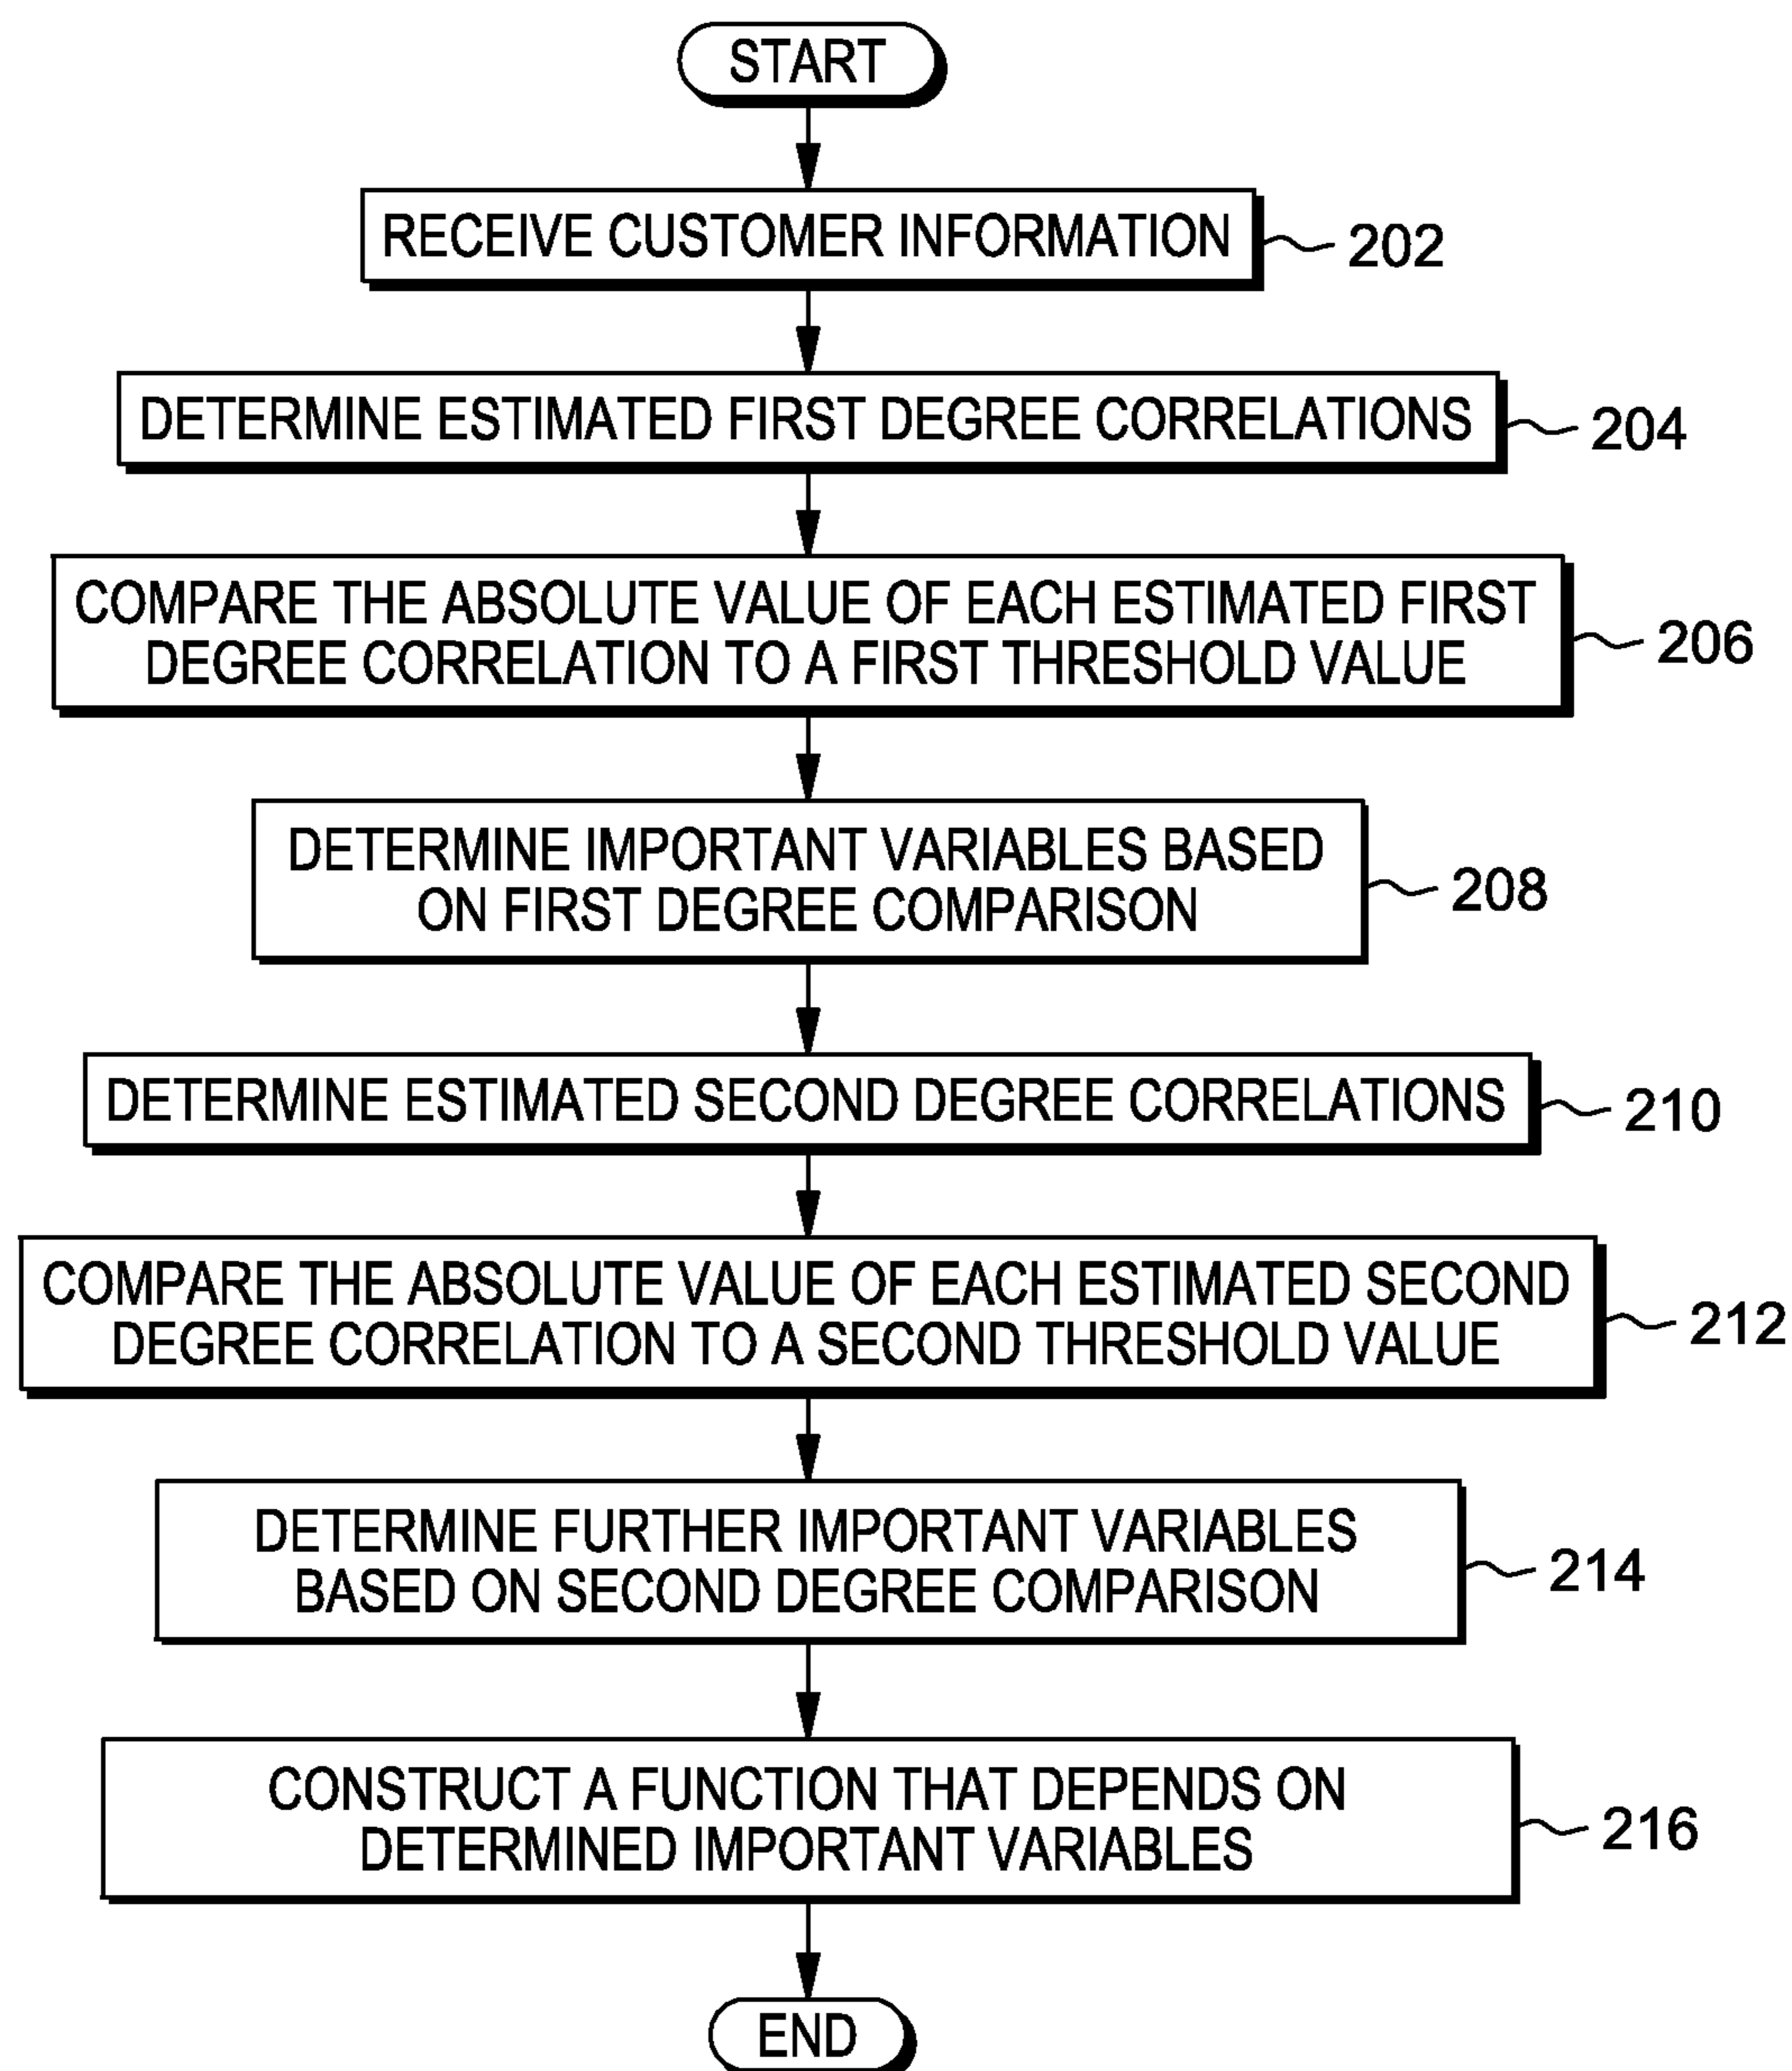 START
RECEIVE CUSTOMER INFORMATION
202
DETERMINE ESTIMATED FIRST DEGREE CORRELATIONS
204
COMPARE THE ABSOLUTE VALUE OF EACH ESTIMATED FIRST
DEGREE CORRELATION TO A FIRST THRESHOLD VALUE
206
DETERMINE IMPORTANT VARIABLES BASED
ON FIRST DEGREE COMPARISON
208
DETERMINE ESTIMATED SECOND DEGREE CORRELATIONS
210
COMPARE THE ABSOLUTE VALUE OF EACH ESTIMATED SECOND
DEGREE CORRELATION TO A SECOND THRESHOLD VALUE
212
DETERMINE FURTHER IMPORTANT VARIABLES
BASED ON SECOND DEGREE COMPARISON
214
CONSTRUCT A FUNCTION THAT DEPENDS ON
DETERMINED IMPORTANT VARIABLES
216
END